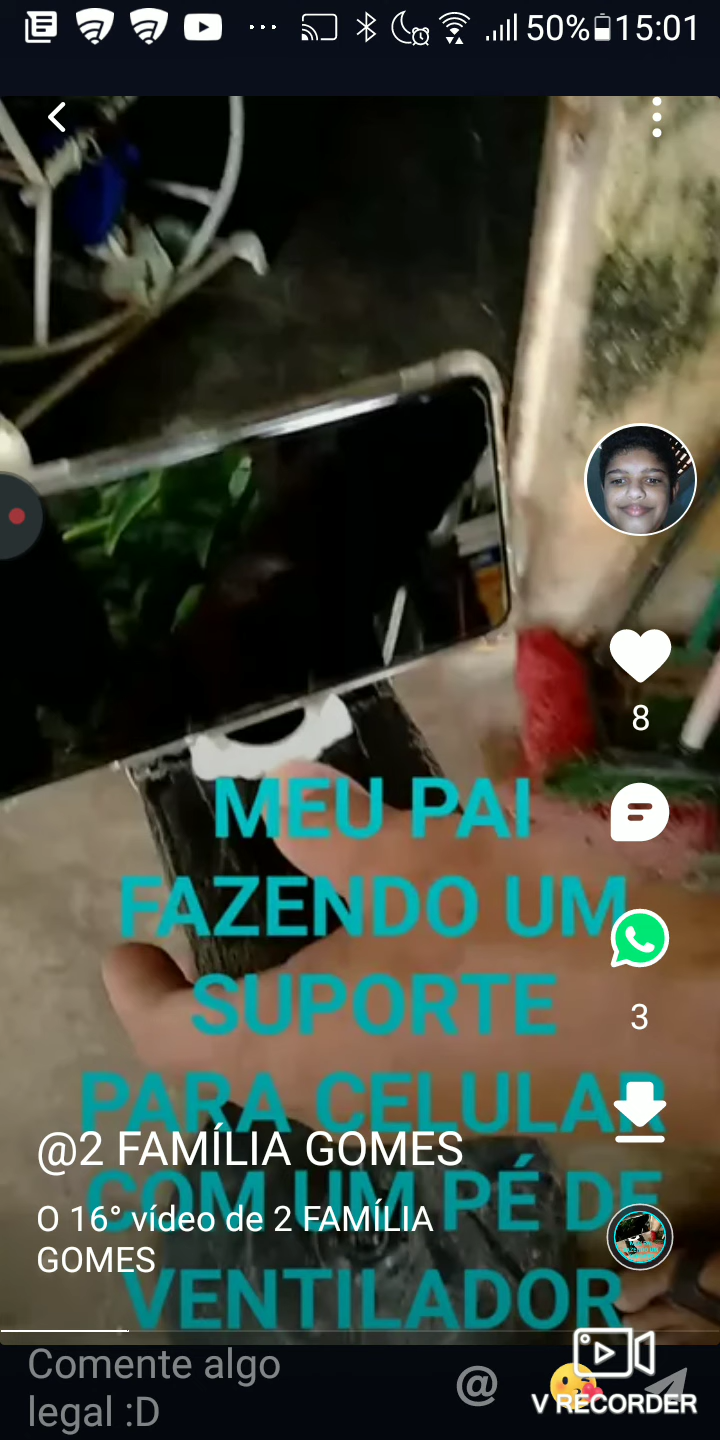 50% 15:01
8
MEU PAI
FAZENDO UM
SUPORTE
3
PARA CELULAR
@2 FAMÍLIA GOMES
COM UM PÉ DE
O 16° vídeo de 2 FAMÍLIA
GOMES
VENTILADOR
Comente algo
legal :D
@
V RECORDER